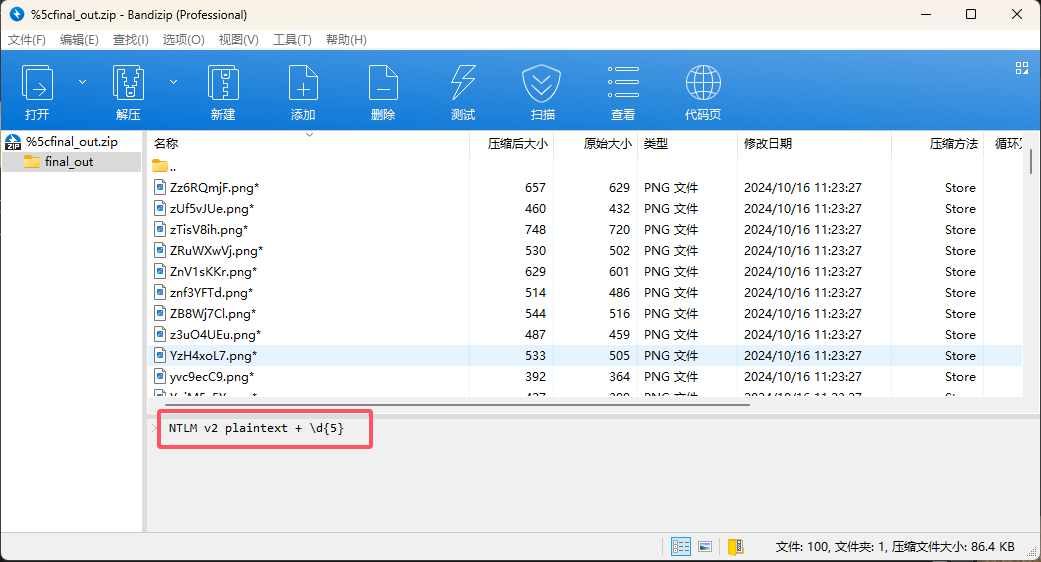 %5cfinal_out.zip - Bandizip (Professional)
文件(F) 编辑(E) 查找(I) 选项(O) 视图(V) 工具(T) 帮助(H)
打开 解压 新建 添加 删除 测试 扫描 查看 代码页
%5cfinal_out.zip
final_out
名称 压缩后大小 原始大小 类型 修改日期 压缩方法
..
Zz6RQmjF.png* 657 629 PNG 文件 2024/10/16 11:23:27 Store
zUf5vJUe.png* 460 432 PNG 文件 2024/10/16 11:23:27 Store
zTisV8ih.png* 748 720 PNG 文件 2024/10/16 11:23:27 Store
ZRuWXwVj.png* 530 502 PNG 文件 2024/10/16 11:23:27 Store
ZnV1sKKr.png* 629 601 PNG 文件 2024/10/16 11:23:27 Store
znf3YFTd.png* 514 486 PNG 文件 2024/10/16 11:23:27 Store
ZB8Wj7Cl.png* 544 516 PNG 文件 2024/10/16 11:23:27 Store
z3uO4UEu.png* 487 459 PNG 文件 2024/10/16 11:23:27 Store
YzH4xoL7.png* 533 505 PNG 文件 2024/10/16 11:23:27 Store
yvc9ecC9.png* 392 364 PNG 文件 2024/10/16 11:23:27 Store
NTLM v2 plaintext + \d{5}
文件: 100, 文件夹: 1, 压缩文件大小: 86.4 KB